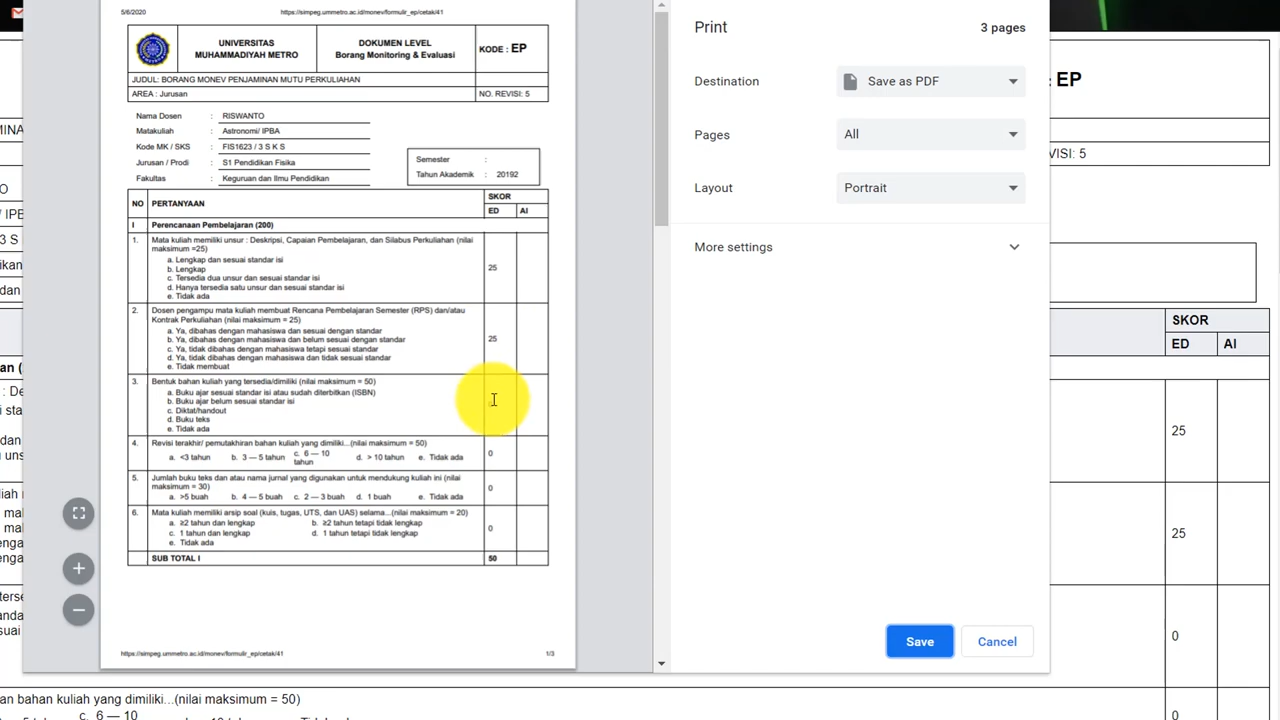 5/6/2020 https://simpeg.ummetro.ac.id/monev/formulir_ep/cetak/41
UNIVERSITAS MUHAMMADIYAH METRO
DOKUMEN LEVEL
Borang Monitoring & Evaluasi
KODE : EP
JUDUL: BORANG MONEV PENJAMINAN MUTU PERKULIAHAN
AREA : Jurusan NO. REVISI: 5
Nama Dosen : RISWANTO
Matakuliah : Astronomi/ IPBA
Kode MK / SKS : FIS1623 / 3 S K S
Jurusan / Prodi : S1 Pendidikan Fisika
Fakultas : Keguruan dan Ilmu Pendidikan
Semester :
Tahun Akademik : 20192
NO PERTANYAAN SKOR
ED AI
I Perencanaan Pembelajaran (200)
1. Mata kuliah memiliki unsur : Deskripsi, Capaian Pembelajaran, dan Silabus Perkuliahan (nilai
maksimum =25)
a. Lengkap dan sesuai standar isi
b. Lengkap
c. Tersedia dua unsur dan sesuai standar isi
d. Hanya tersedia satu unsur dan sesuai standar isi
e. Tidak ada
25
2. Dosen pengampu mata kuliah membuat Rencana Pembelajaran Semester (RPS) dan/atau
Kontrak Perkuliahan (nilai maksimum = 25)
a. Ya, dibahas dengan mahasiswa dan sesuai dengan standar
b. Ya, dibahas dengan mahasiswa dan belum sesuai dengan standar
c. Ya, tidak dibahas dengan mahasiswa tetapi sesuai standar
d. Ya, tidak dibahas dengan mahasiswa dan tidak sesuai standar
e. Tidak membuat
25
3. Bentuk bahan kuliah yang tersedia/dimiliki (nilai maksimum = 50)
a. Buku ajar sesuai standar isi atau sudah diterbitkan (ISBN)
b. Buku ajar belum sesuai standar isi
c. Diktat/handout
d. Buku teks
e. Tidak ada
4. Revisi terakhir/ pemutakhiran bahan kuliah yang dimiliki...(nilai maksimum = 50)
a. <3 tahun b. 3 — 5 tahun c. 6 — 10 tahun d. > 10 tahun e. Tidak ada
0
5. Jumlah buku teks dan atau nama jurnal yang digunakan untuk mendukung kuliah ini (nilai
maksimum = 30)
a. >5 buah b. 4 — 5 buah c. 2 — 3 buah d. 1 buah e. Tidak ada
0
6. Mata kuliah memiliki arsip soal (kuis, tugas, UTS, dan UAS) selama...(nilai maksimum = 20)
a. ≥2 tahun dan lengkap b. ≥2 tahun tetapi tidak lengkap
c. 1 tahun dan lengkap d. 1 tahun tetapi tidak lengkap
e. Tidak ada
0
SUB TOTAL I 50
https://simpeg.ummetro.ac.id/monev/formulir_ep/cetak/41 1/3
Print 3 pages
Destination Save as PDF
Pages All
Layout Portrait
More settings
Save Cancel
EP
VISI: 5
SKOR
ED AI
25
25
0
0
an bahan kuliah yang dimiliki...(nilai maksimum = 50)
c. 6 — 10